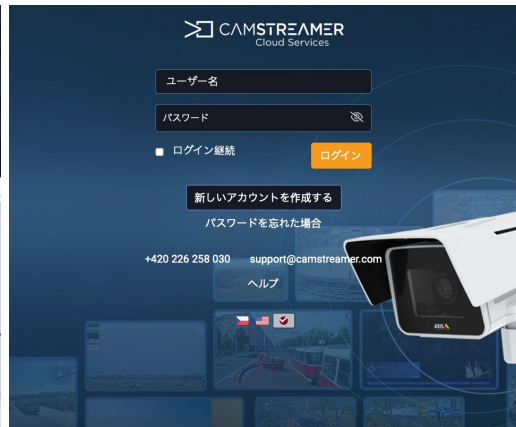 CAMSTREAMER
Cloud Services
ユーザー名
パスワード
ログイン継続
ログイン
新しいアカウントを作成する
パスワードを忘れた場合
+420 226 258 030 support@camstreamer.com
ヘルプ
AXIS